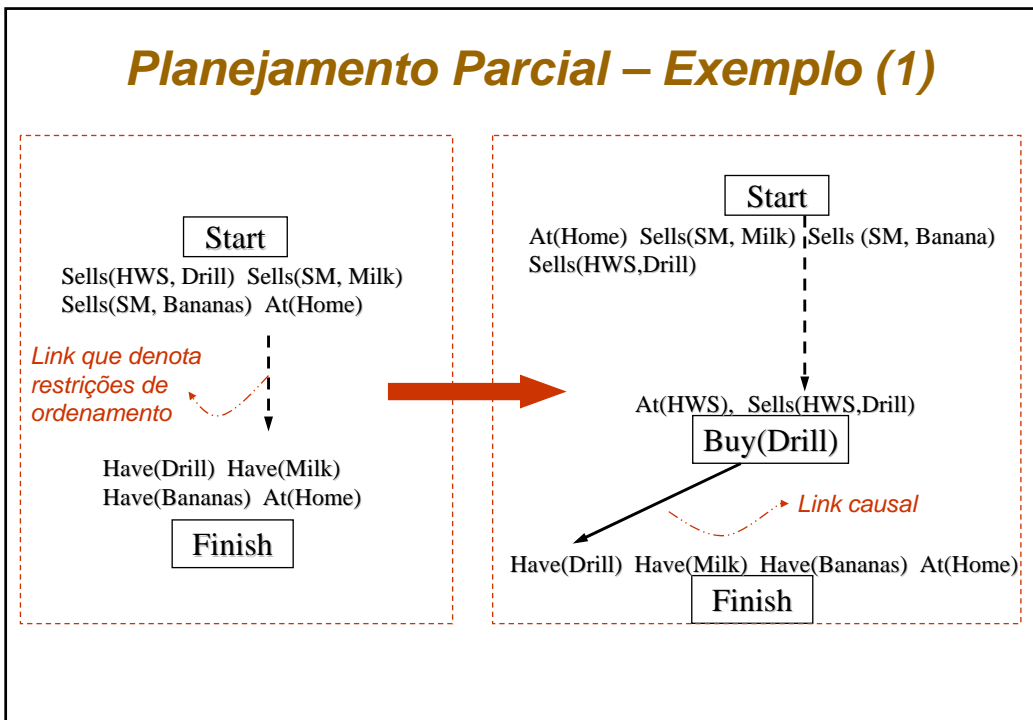 Planejamento Parcial – Exemplo (1)
Start
Sells(HWS, Drill) Sells(SM, Milk)
Sells(SM, Bananas) At(Home)
Link que denota
restrições de
ordenamento
Have(Drill) Have(Milk)
Have(Bananas) At(Home)
Finish
Start
At(Home) Sells(SM, Milk) Sells (SM, Banana)
Sells(HWS,Drill)
At(HWS), Sells(HWS,Drill)
Buy(Drill)
Link causal
Have(Drill) Have(Milk) Have(Bananas) At(Home)
Finish